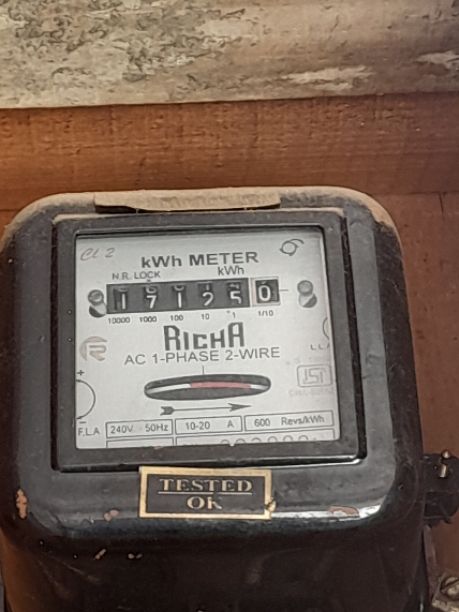 Cl 2
kWh METER
N.R. LOCK kWh
1 7 1 2 5 0
10000 1000 100 10 1 1/10
RICHA
R
AC 1-PHASE 2-WIRE
F.L.A
240V. 50Hz 10-20 A 600 Revs/kWh
TESTED
OK